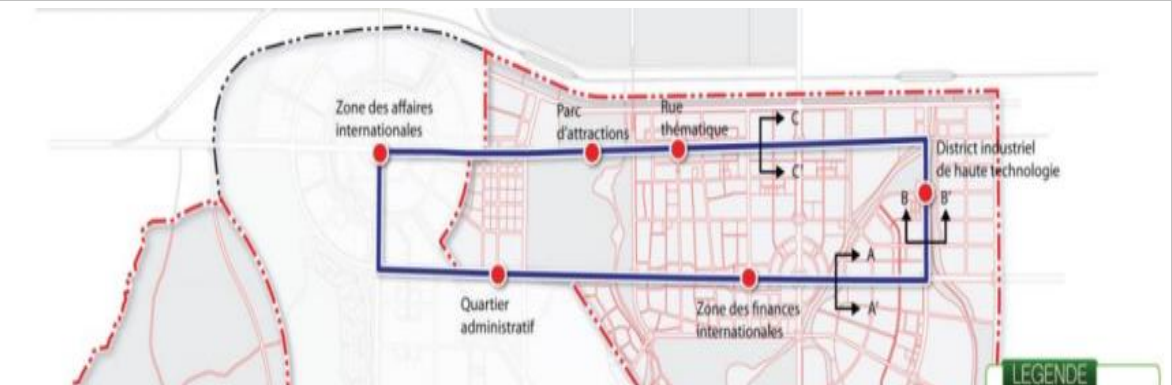 Zone des affaires
internationales
Parc
d'attractions
Rue
thématique
C
C'
District industriel
de haute technologie
B
B'
A
A'
Quartier
administratif
Zone des finances
internationales
LEGENDE